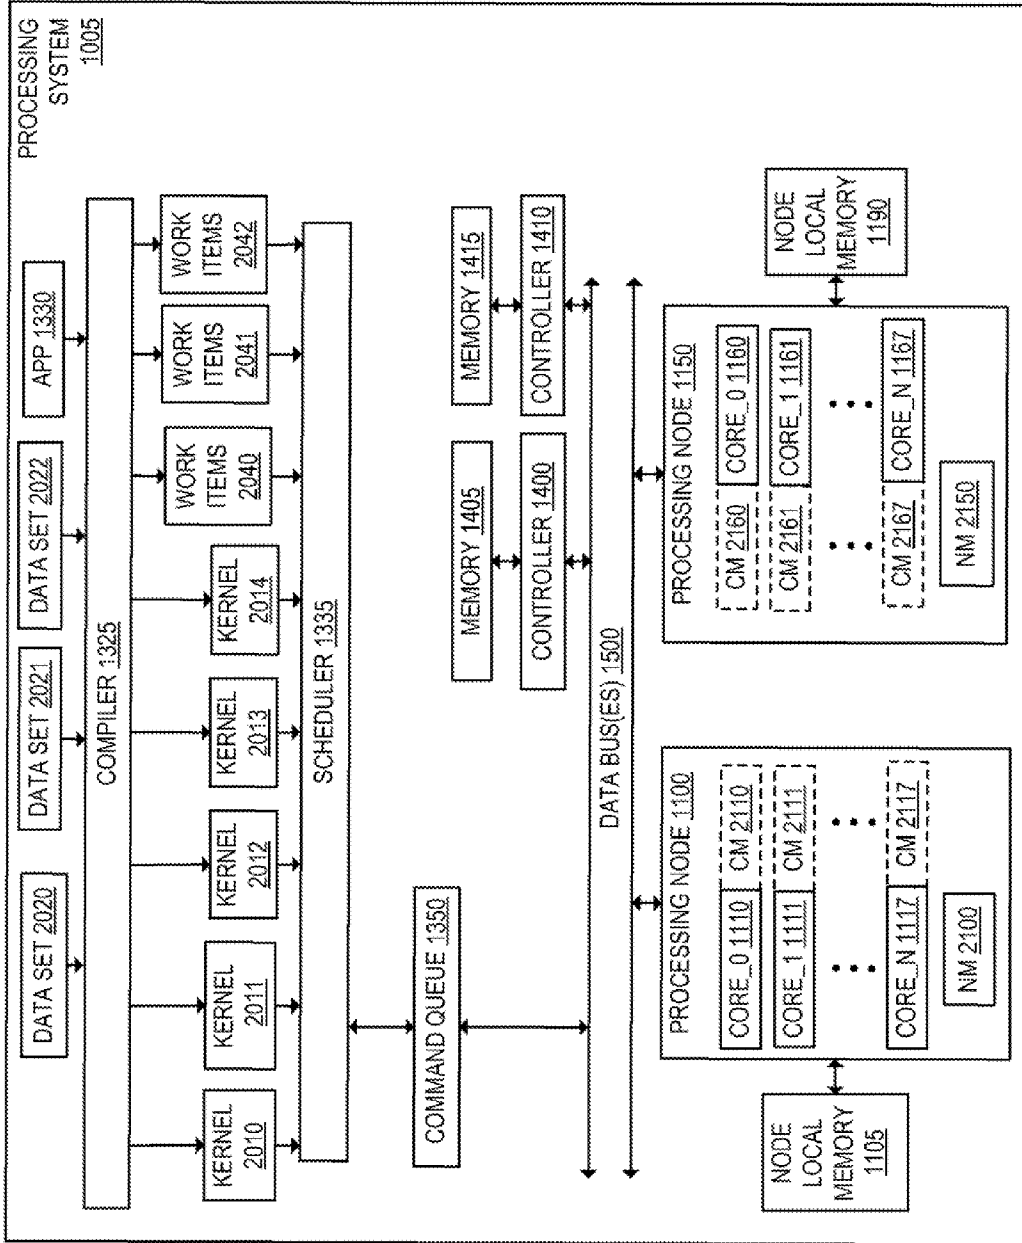 PROCESSING
SYSTEM
1005
DATA SET 2020
DATA SET 2021
DATA SET 2022
APP 1330
COMPILER 1325
KERNEL
2010
KERNEL
2011
KERNEL
2012
KERNEL
2013
KERNEL
2014
WORK
ITEMS
2040
WORK
ITEMS
2041
WORK
ITEMS
2042
SCHEDULER 1335
COMMAND QUEUE 1350
MEMORY 1405
MEMORY 1415
CONTROLLER 1400
CONTROLLER 1410
DATA BUS(ES) 1500
NODE
LOCAL
MEMORY
1105
PROCESSING NODE 1100
CORE_0 1110
CM 2110
CORE_1 1111
CM 2111
CORE_N 1117
CM 2117
NM 2100
PROCESSING NODE 1150
CM 2160
CORE_0 1160
CM 2161
CORE_1 1161
CM 2167
CORE_N 1167
NM 2150
NODE
LOCAL
MEMORY
1190